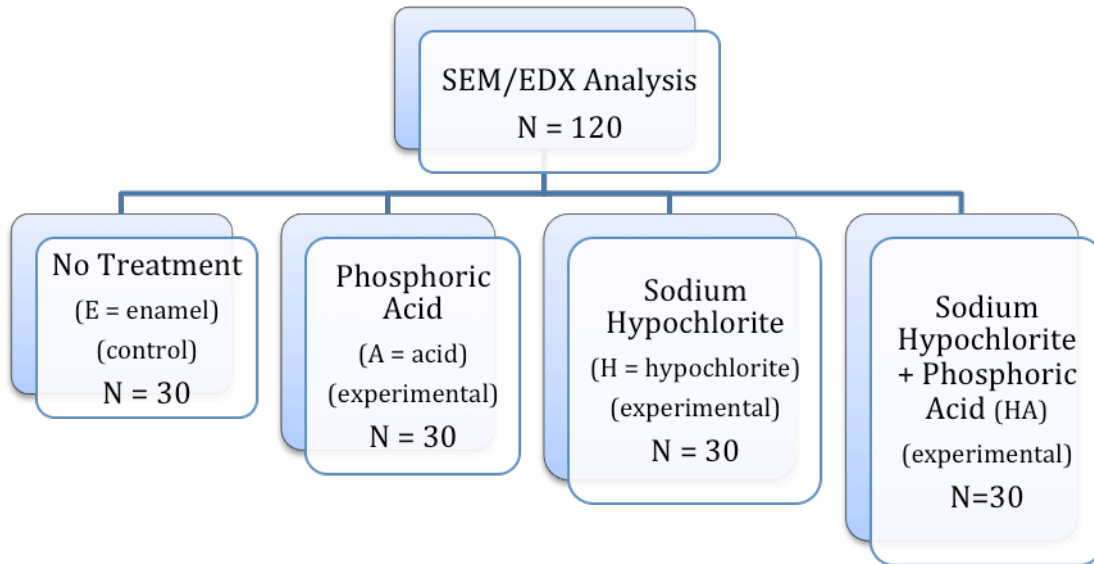 SEM/EDX Analysis
N = 120
No Treatment
(E = enamel)
(control)
N = 30
Phosphoric
Acid
(A = acid)
(experimental)
N = 30
Sodium
Hypochlorite
(H = hypochlorite)
(experimental)
N = 30
Sodium
Hypochlorite
+ Phosphoric
Acid (HA)
(experimental)
N=30